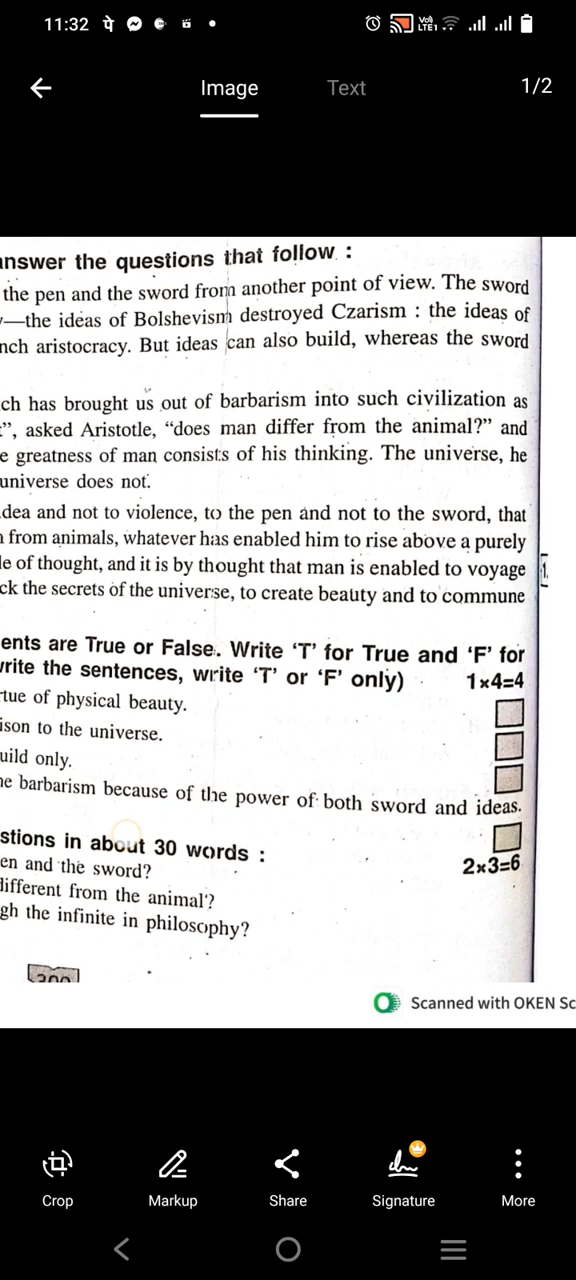 11:32 पे
Vo)) LTE1
Image Text 1/2
answer the questions that follow :
the pen and the sword from another point of view. The sword
—the ideas of Bolshevism destroyed Czarism : the ideas of
nch aristocracy. But ideas can also build, whereas the sword
ch has brought us out of barbarism into such civilization as
”, asked Aristotle, “does man differ from the animal?” and
e greatness of man consists of his thinking. The universe, he
universe does not.
dea and not to violence, to the pen and not to the sword, that
from animals, whatever has enabled him to rise above a purely
le of thought, and it is by thought that man is enabled to voyage
ck the secrets of the universe, to create beauty and to commune
ents are True or False. Write ‘T’ for True and ‘F’ for
write the sentences, write ‘T’ or ‘F’ only) 1×4=4
rtue of physical beauty.
ison to the universe.
uild only.
he barbarism because of the power of both sword and ideas.
stions in about 30 words :
2×3=6
en and the sword?
different from the animal?
gh the infinite in philosophy?
Scanned with OKEN Sc
Crop Markup Share Signature More